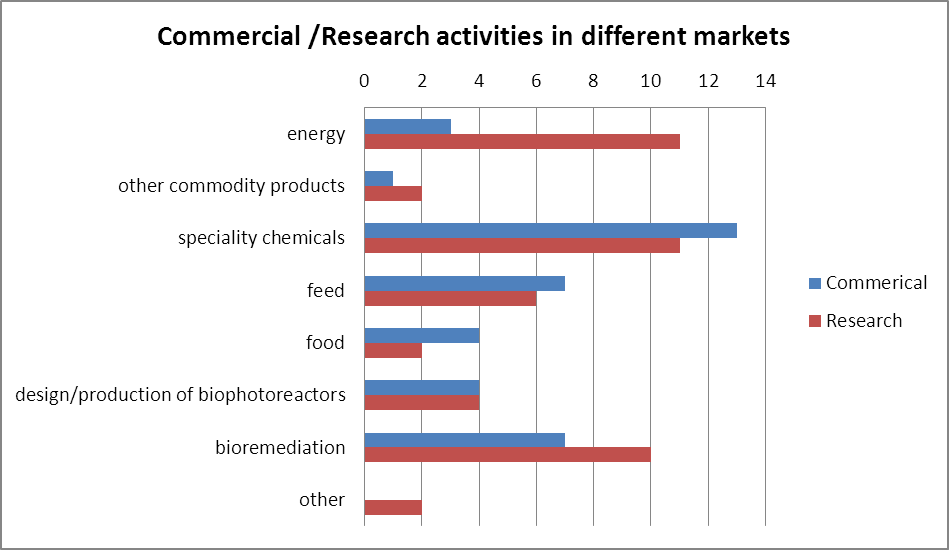 Commercial /Research activities in different markets
0 2 4 6 8 10 12 14
energy
other commodity products
speciality chemicals
feed
food
design/production of biophotoreactors
bioremediation
other
Commerical
Research